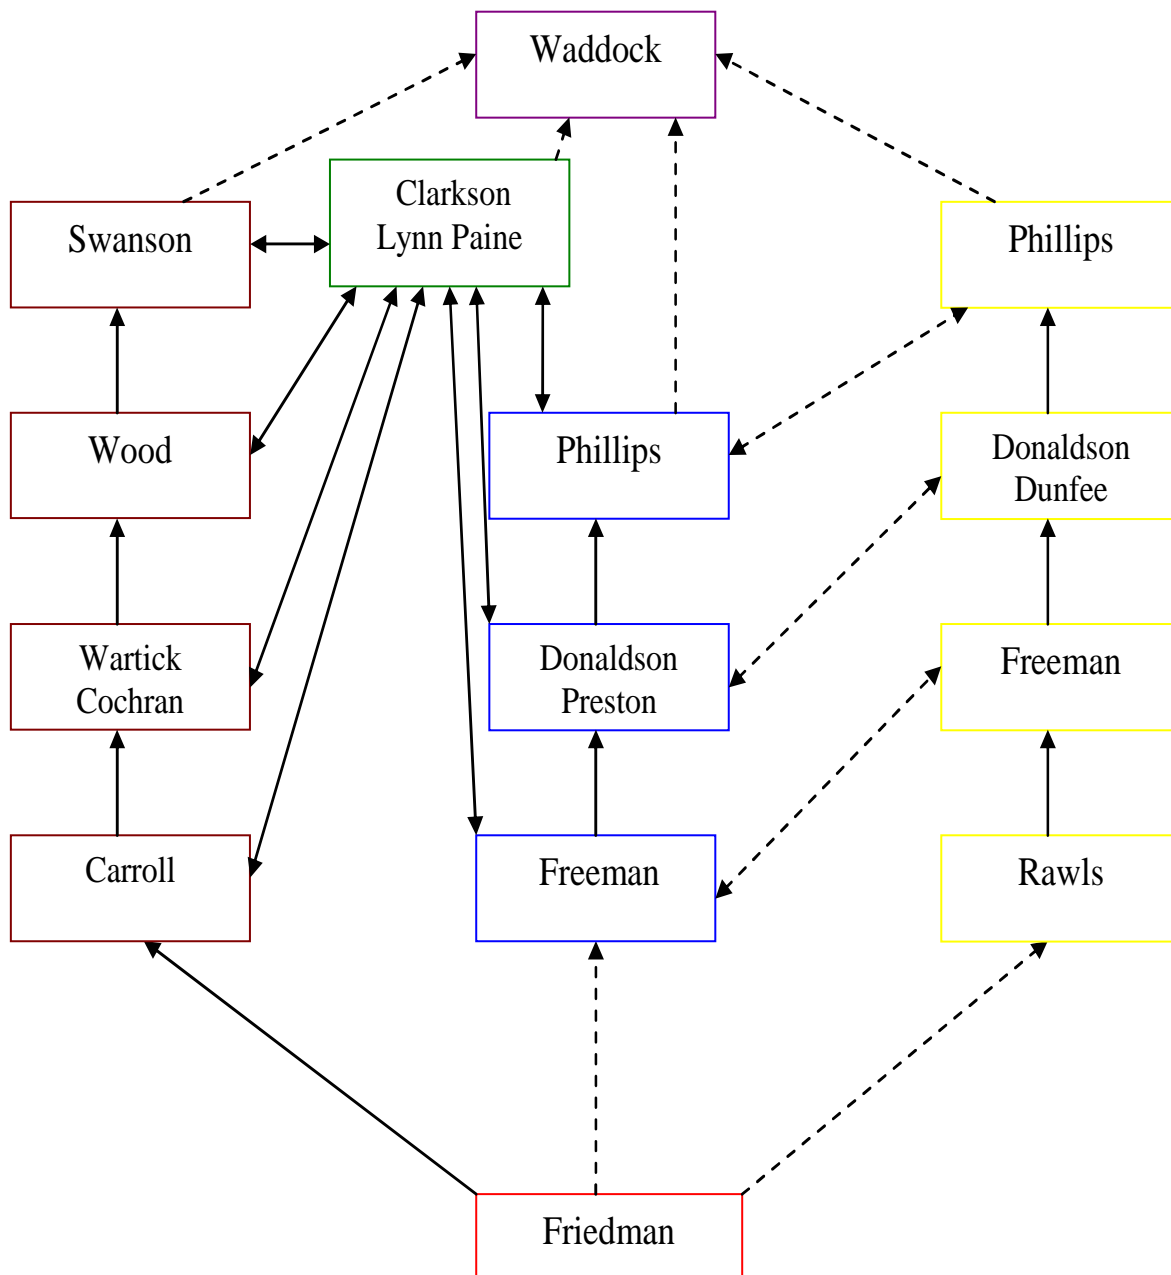 Waddock
Clarkson
Lynn Paine
Swanson
Phillips
Wood
Phillips
Donaldson
Dunfee
Wartick
Cochran
Donaldson
Preston
Freeman
Carroll
Freeman
Rawls
Friedman